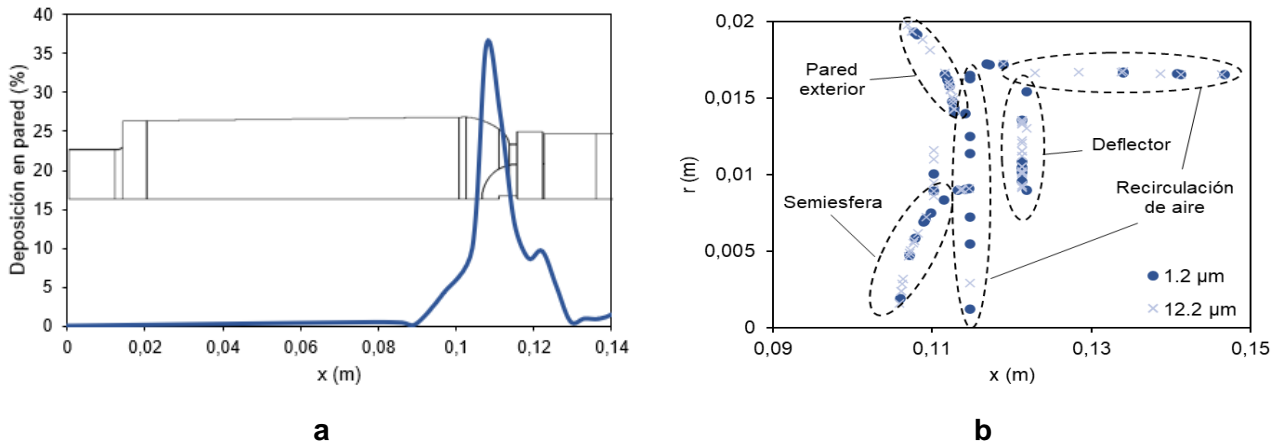 40
35
30
25
20
15
10
5
0
Deposición en pared (%)
0
0,02
0,04
0,06
0,08
0,1
0,12
0,14
x (m)
a
0,02
0,015
0,01
0,005
0
r (m)
Pared
exterior
Semiesfera
Deflector
Recirculación
de aire
1.2 µm
12.2 µm
0,09
0,11
0,13
0,15
x (m)
b